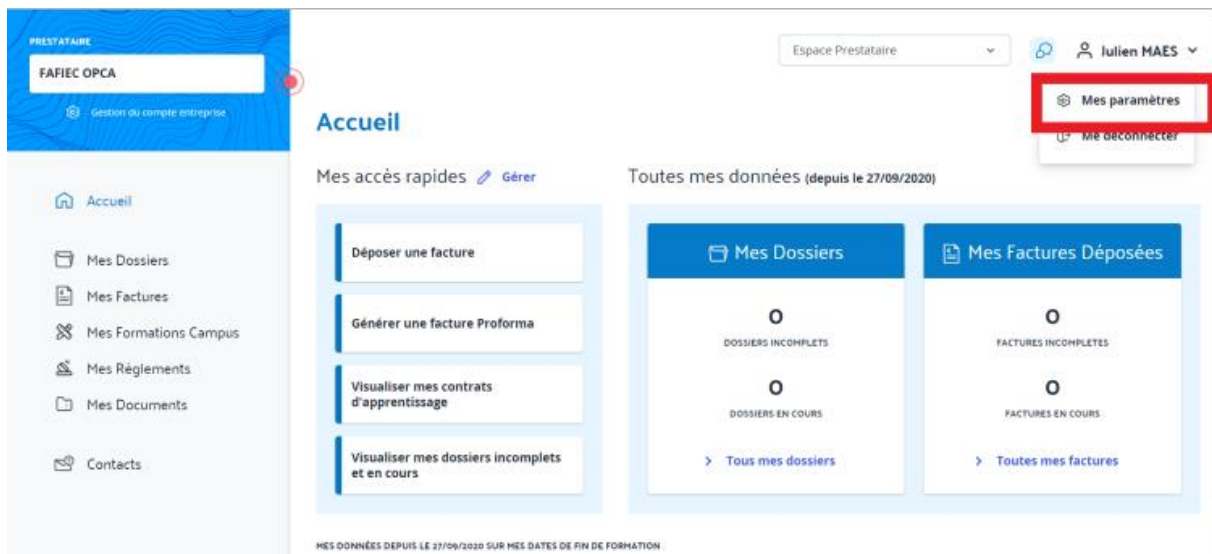 PRESTATAIRE
FAFIEC OPCA
Gestion du compte entreprise
Accueil
Mes Dossiers
Mes Factures
Mes Formations Campus
Mes Règlements
Mes Documents
Contacts
Espace Prestataire
Julien MAES
Mes paramètres
Me déconnecter
Accueil
Mes accès rapides Gérer
Déposer une facture
Générer une facture Proforma
Visualiser mes contrats
d'apprentissage
Visualiser mes dossiers incomplets
et en cours
Toutes mes données (depuis le 27/09/2020)
Mes Dossiers
0
DOSSIERS INCOMPLETS
0
DOSSIERS EN COURS
Tous mes dossiers
Mes Factures Déposées
0
FACTURES INCOMPLETES
0
FACTURES EN COURS
Toutes mes factures
MES DONNÉES DEPUIS LE 27/09/2020 SUR MES DATES DE FIN DE FORMATION